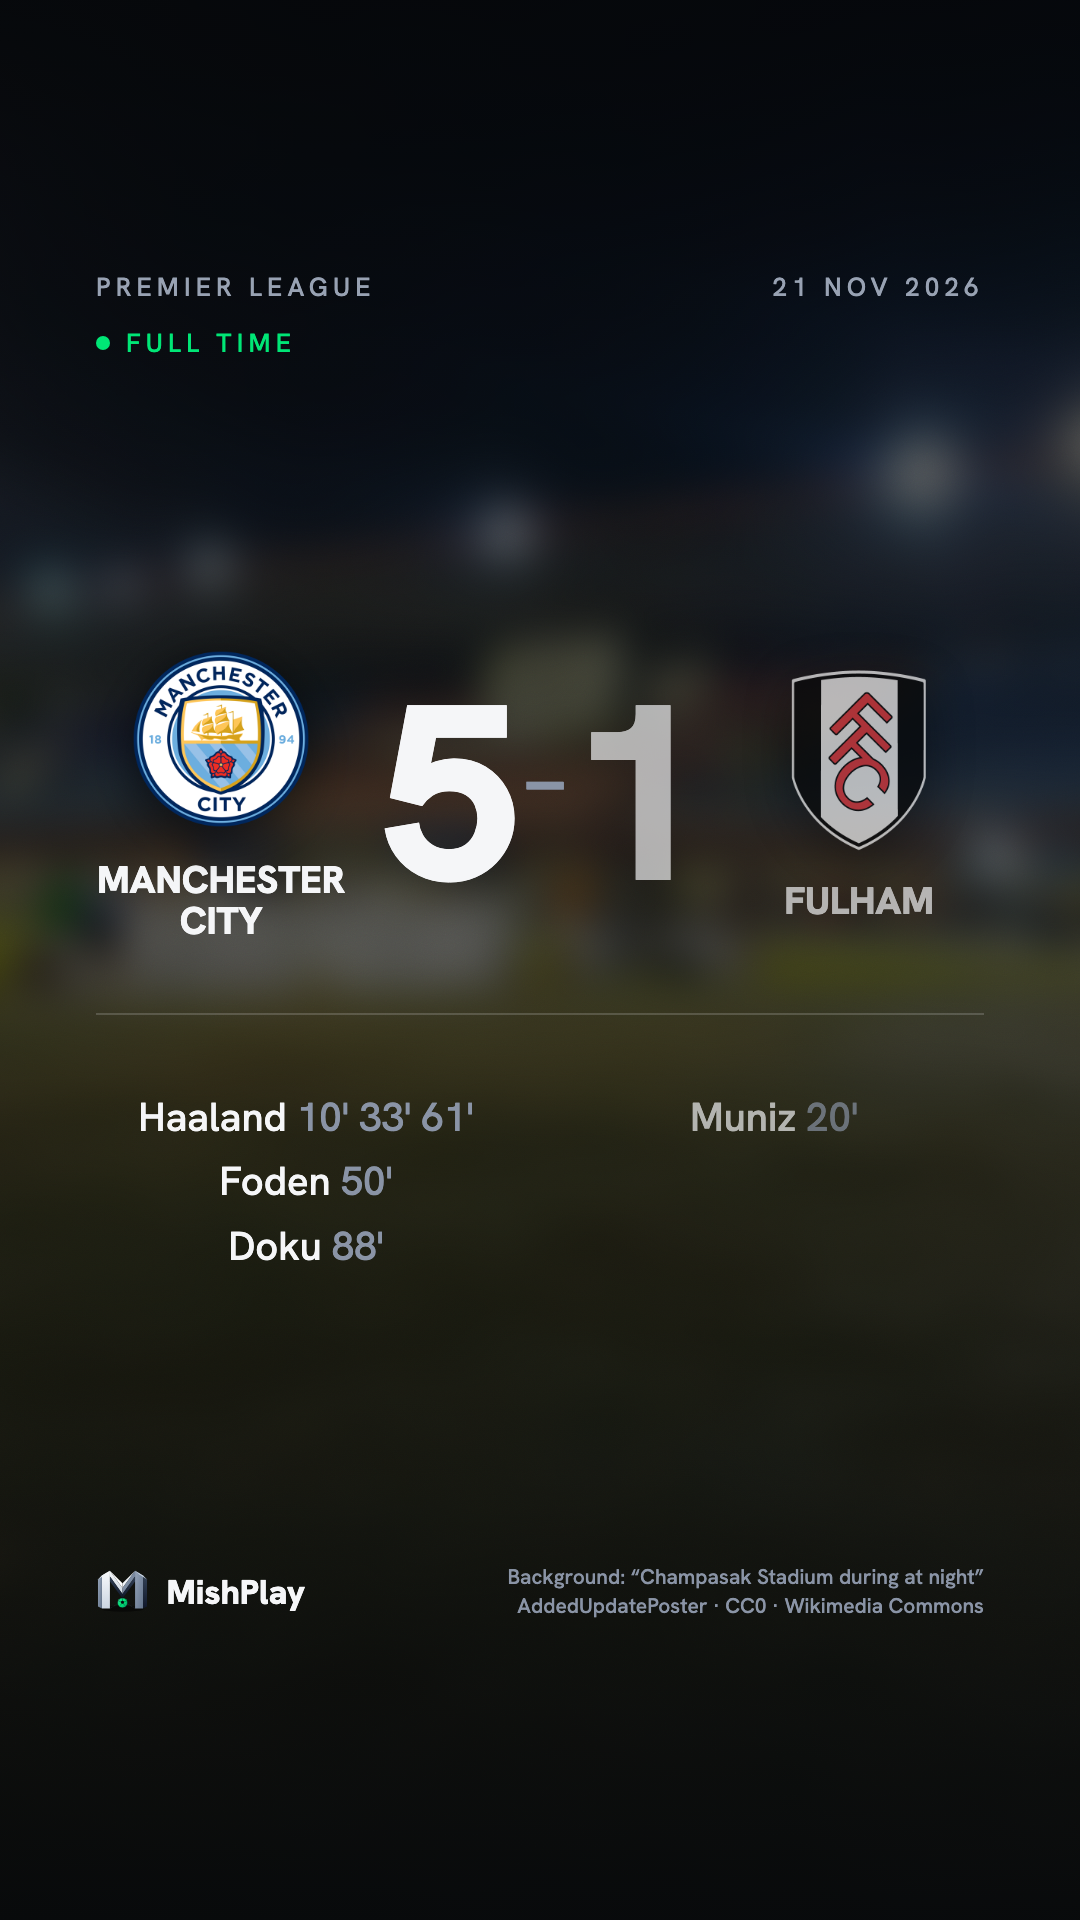 PREMIER LEAGUE
21 NOV 2026
FULL TIME
MANCHESTER
18 94
CITY
5-1
FFC
MANCHESTER
CITY
FULHAM
Haaland 10' 33' 61'
Muniz 20'
Foden 50'
Doku 88'
MishPlay
Background: “Champasak Stadium during at night”
AddedUpdatePoster · CC0 · Wikimedia Commons